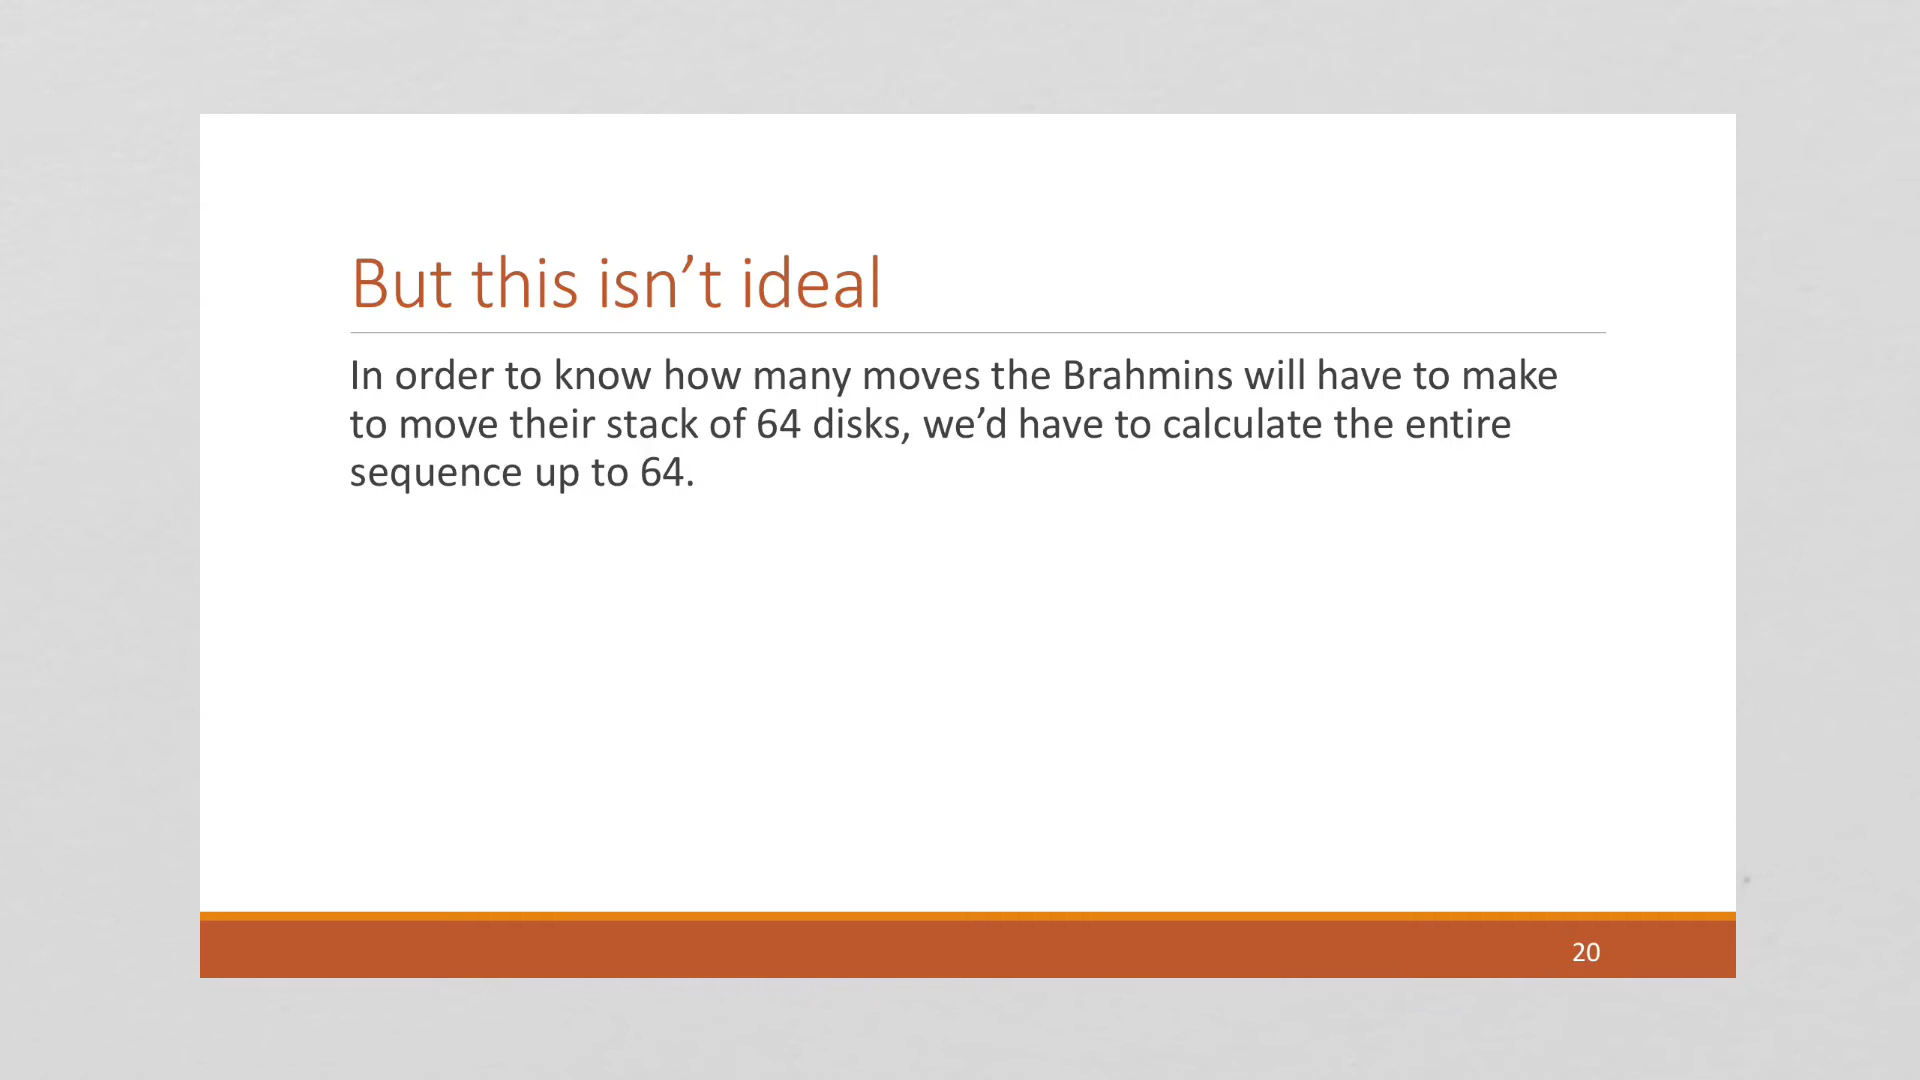 But this isn’t ideal
In order to know how many moves the Brahmins will have to make
to move their stack of 64 disks, we’d have to calculate the entire
sequence up to 64.
20